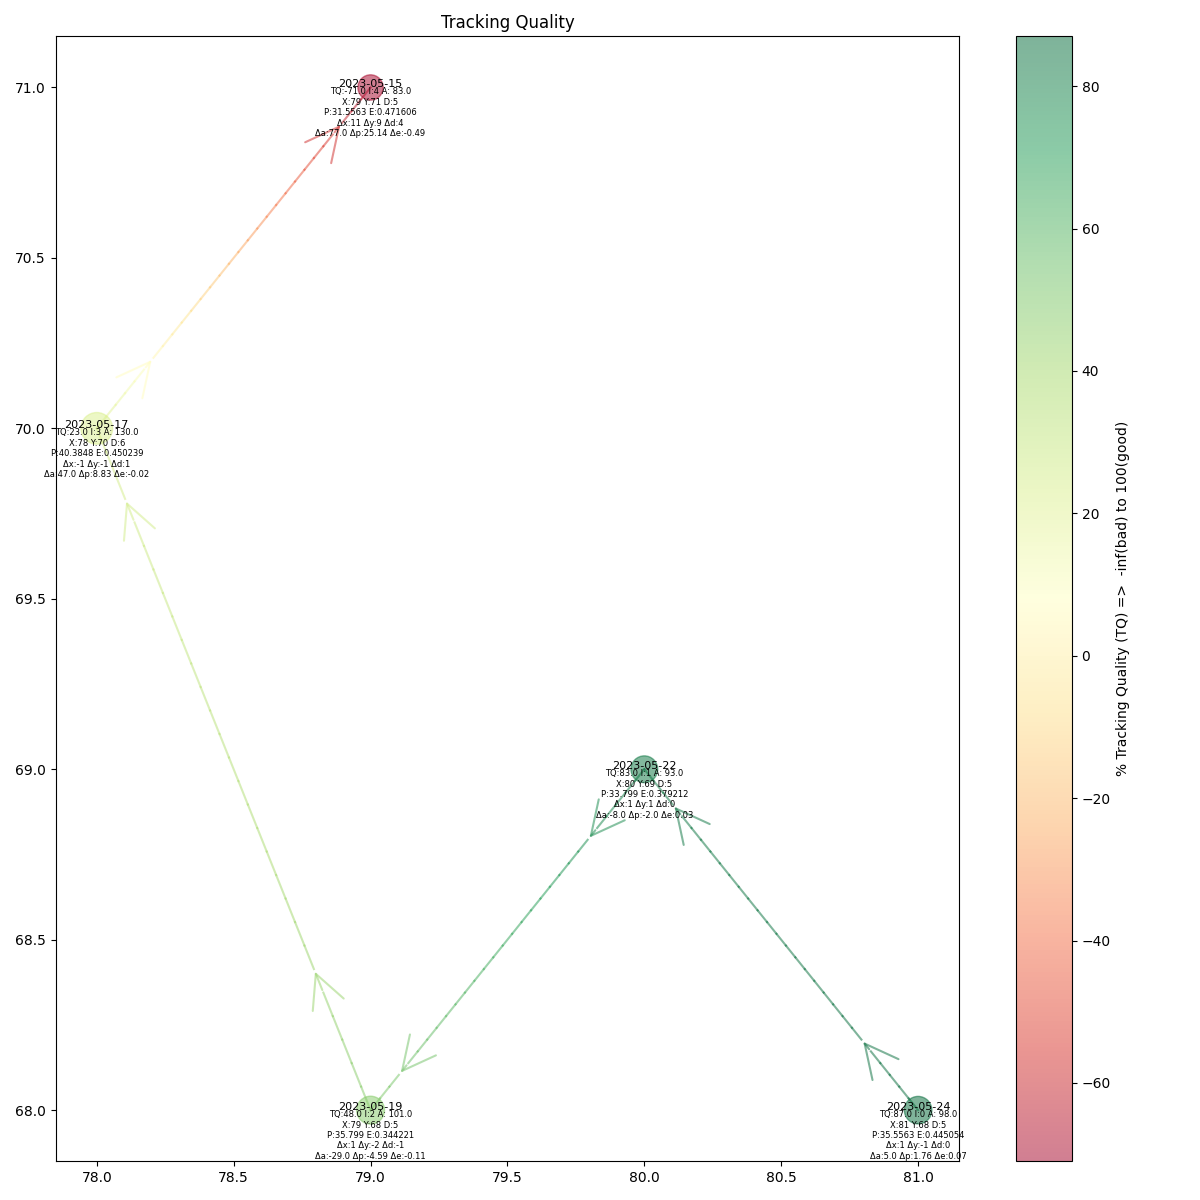 Tracking Quality
71.0
70.5
70.0
69.5
69.0
68.5
68.0
2023-05-15
TQ:-71.0 I:4 A: 83.0
X:79 Y:71 D:5
P:31.5563 E:0.471606
Δx:11 Δy:9 Δd:4
Δa:77.0 Δp:25.14 Δe:-0.49
2023-05-17
TQ:23.0 I:3 A: 130.0
X:78 Y:70 D:6
P:40.3848 E:0.450239
Δx:-1 Δy:-1 Δd:1
Δa:47.0 Δp:8.83 Δe:-0.02
2023-05-22
TQ:83.0 I:1 A: 93.0
X:80 Y:69 D:5
P:33.799 E:0.379212
Δx:1 Δy:1 Δd:0
Δa:-8.0 Δp:-2.0 Δe:0.03
2023-05-19
TQ:48.0 I:2 A: 101.0
X:79 Y:68 D:5
P:35.799 E:0.344221
Δx:1 Δy:-2 Δd:-1
Δa:-29.0 Δp:-4.59 Δe:-0.11
2023-05-24
TQ:87.0 I:0 A: 98.0
X:81 Y:68 D:5
P:35.5563 E:0.445054
Δx:1 Δy:-1 Δd:0
Δa:5.0 Δp:1.76 Δe:0.07
78.0 78.5 79.0 79.5 80.0 80.5 81.0
80
60
40
20
0
−20
−40
−60
% Tracking Quality (TQ) => -inf(bad) to 100(good)